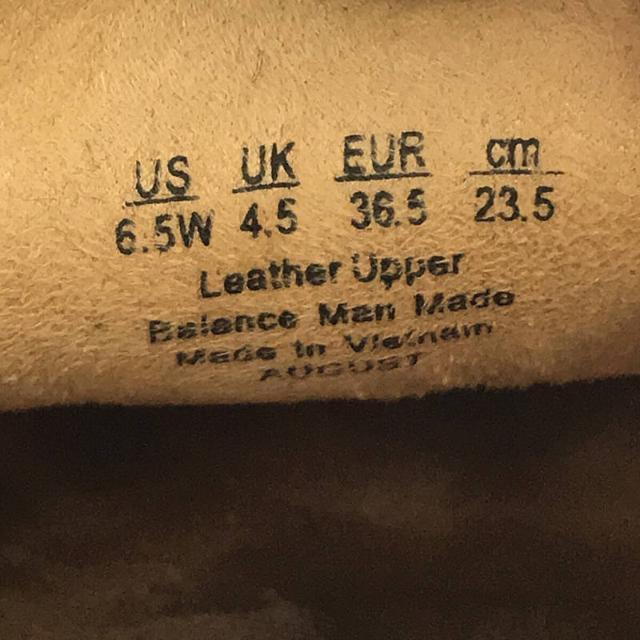 US UK EUR cm
6.5W 4.5 36.5 23.5
Leather Upper
Balance Man Made
Made In Vietnam
AUGUST